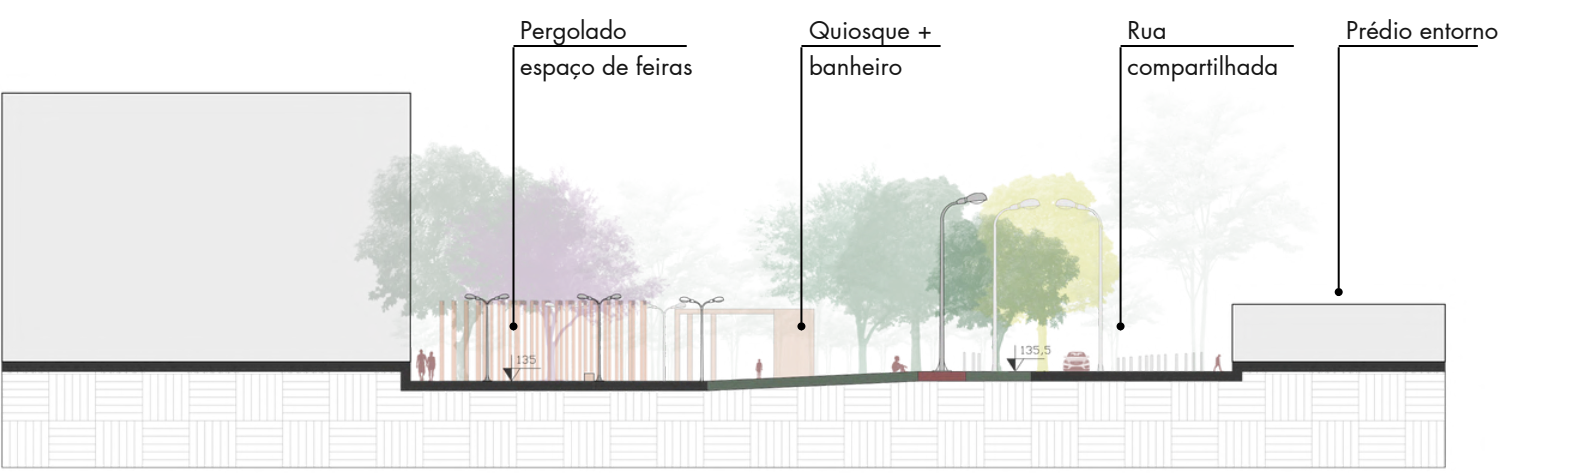 Pergolado
espaço de feiras
Quiosque +
banheiro
Rua
compartilhada
Prédio entorno
135
135,5